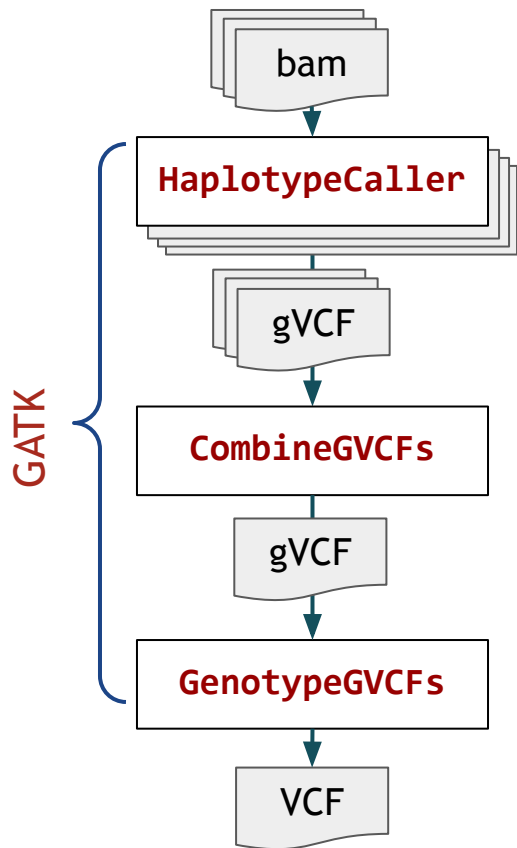 bam
HaplotypeCaller
gVCF
GATK
CombineGVCFs
gVCF
GenotypeGVCFs
VCF